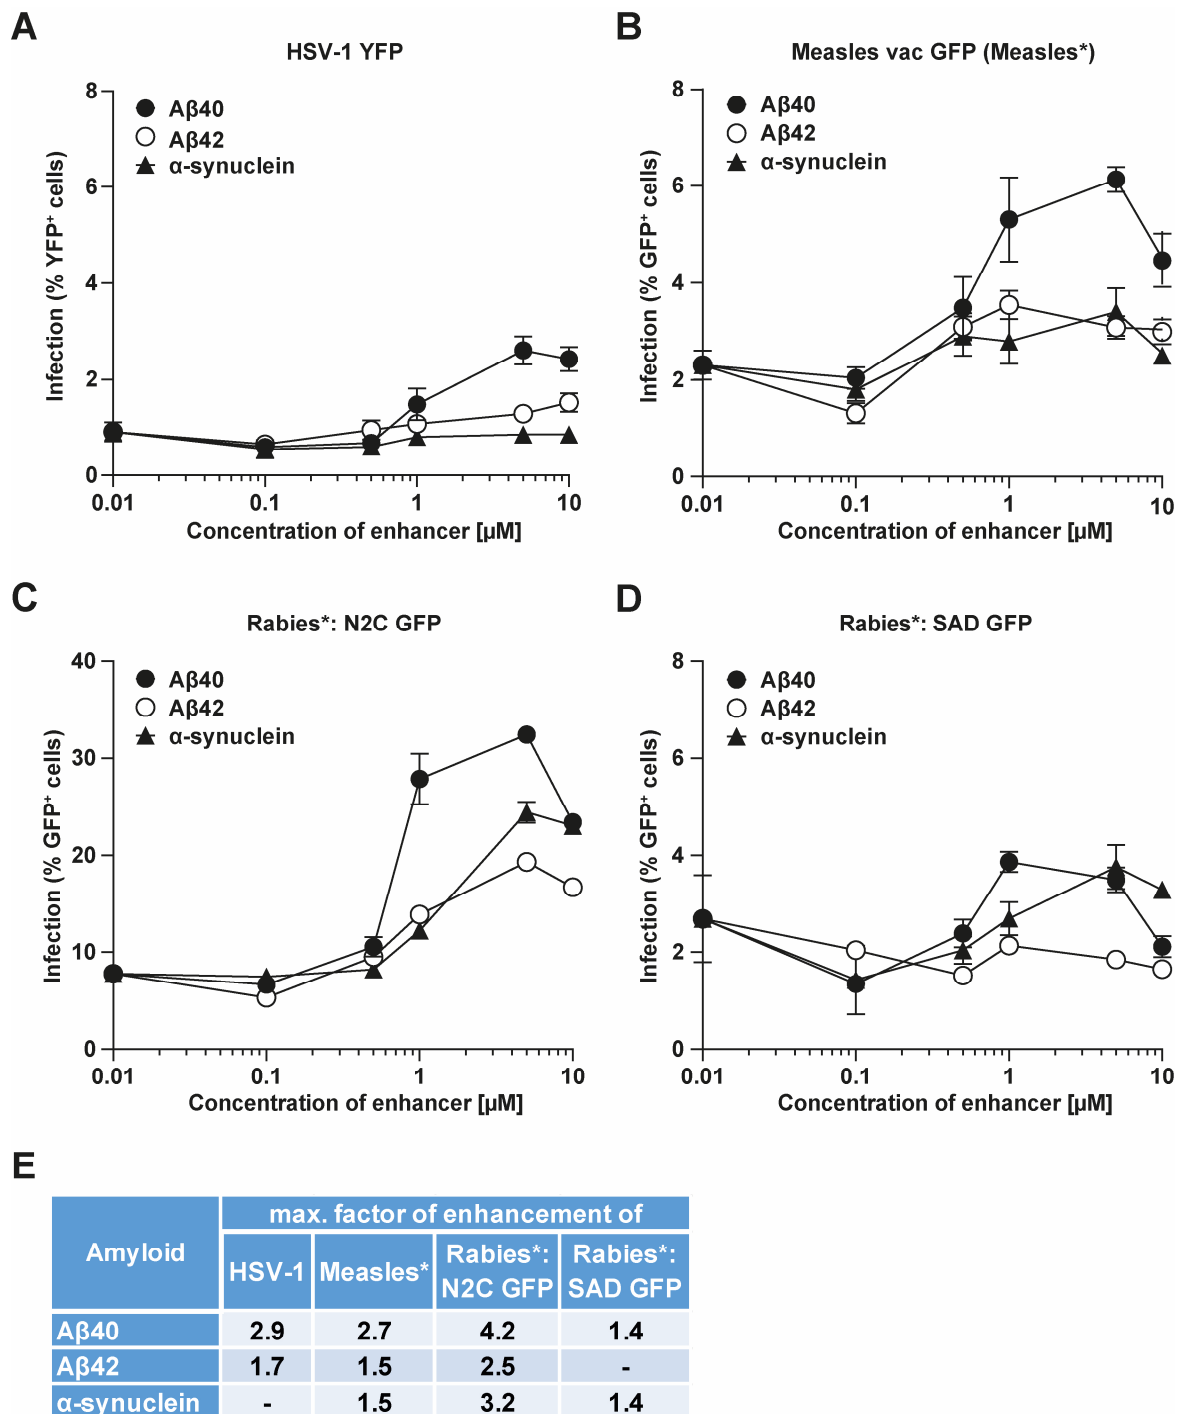 A
HSV-1 YFP
Aβ40
Aβ42
α-synuclein
Infection (% YFP⁺ cells)
8
6
4
2
0
0.01 0.1 1 10
Concentration of enhancer [µM]
B
Measles vac GFP (Measles*)
Aβ40
Aβ42
α-synuclein
Infection (% GFP⁺ cells)
8
6
4
2
0
0.01 0.1 1 10
Concentration of enhancer [µM]
C
Rabies*: N2C GFP
Aβ40
Aβ42
α-synuclein
Infection (% GFP⁺ cells)
40
30
20
10
0
0.01 0.1 1 10
Concentration of enhancer [µM]
D
Rabies*: SAD GFP
Aβ40
Aβ42
α-synuclein
Infection (% GFP⁺ cells)
8
6
4
2
0
0.01 0.1 1 10
Concentration of enhancer [µM]
E
Amyloid
max. factor of enhancement of
HSV-1 Measles* Rabies*: N2C GFP Rabies*: SAD GFP
Aβ40 2.9 2.7 4.2 1.4
Aβ42 1.7 1.5 2.5 -
α-synuclein - 1.5 3.2 1.4